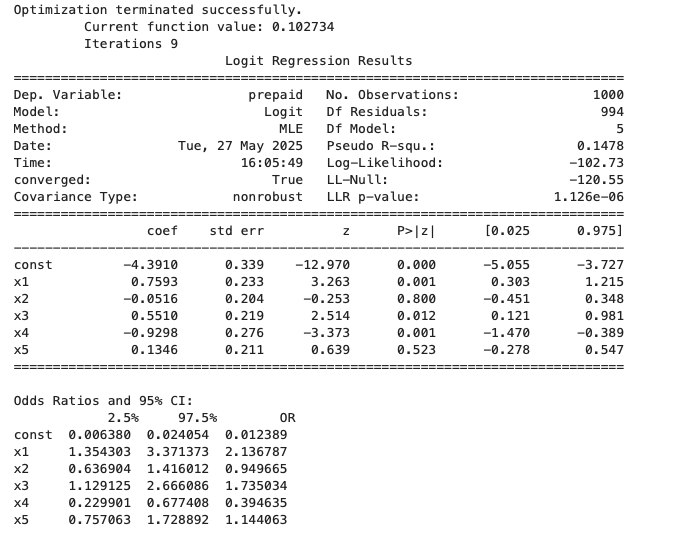 Optimization terminated successfully.
         Current function value: 0.102734
         Iterations 9
                           Logit Regression Results
==============================================================================
Dep. Variable:                prepaid   No. Observations:                 1000
Model:                          Logit   Df Residuals:                      994
Method:                           MLE   Df Model:                            5
Date:                Tue, 27 May 2025   Pseudo R-squ.:                  0.1478
Time:                        16:05:49   Log-Likelihood:                -102.73
converged:                       True   LL-Null:                       -120.55
Covariance Type:            nonrobust   LLR p-value:                 1.126e-06
==============================================================================
                 coef    std err          z      P>|z|      [0.025      0.975]
------------------------------------------------------------------------------
const         -4.3910      0.339    -12.970      0.000      -5.055      -3.727
x1             0.7593      0.233      3.263      0.001       0.303       1.215
x2            -0.0516      0.204     -0.253      0.800      -0.451       0.348
x3             0.5510      0.219      2.514      0.012       0.121       0.981
x4            -0.9298      0.276     -3.373      0.001      -1.470      -0.389
x5             0.1346      0.211      0.639      0.523      -0.278       0.547
==============================================================================
Odds Ratios and 95% CI:
            2.5%     97.5%        OR
const  0.006380  0.024054  0.012389
x1     1.354303  3.371373  2.136787
x2     0.636904  1.416012  0.949665
x3     1.129125  2.666086  1.735034
x4     0.229901  0.677408  0.394635
x5     0.757063  1.728892  1.144063